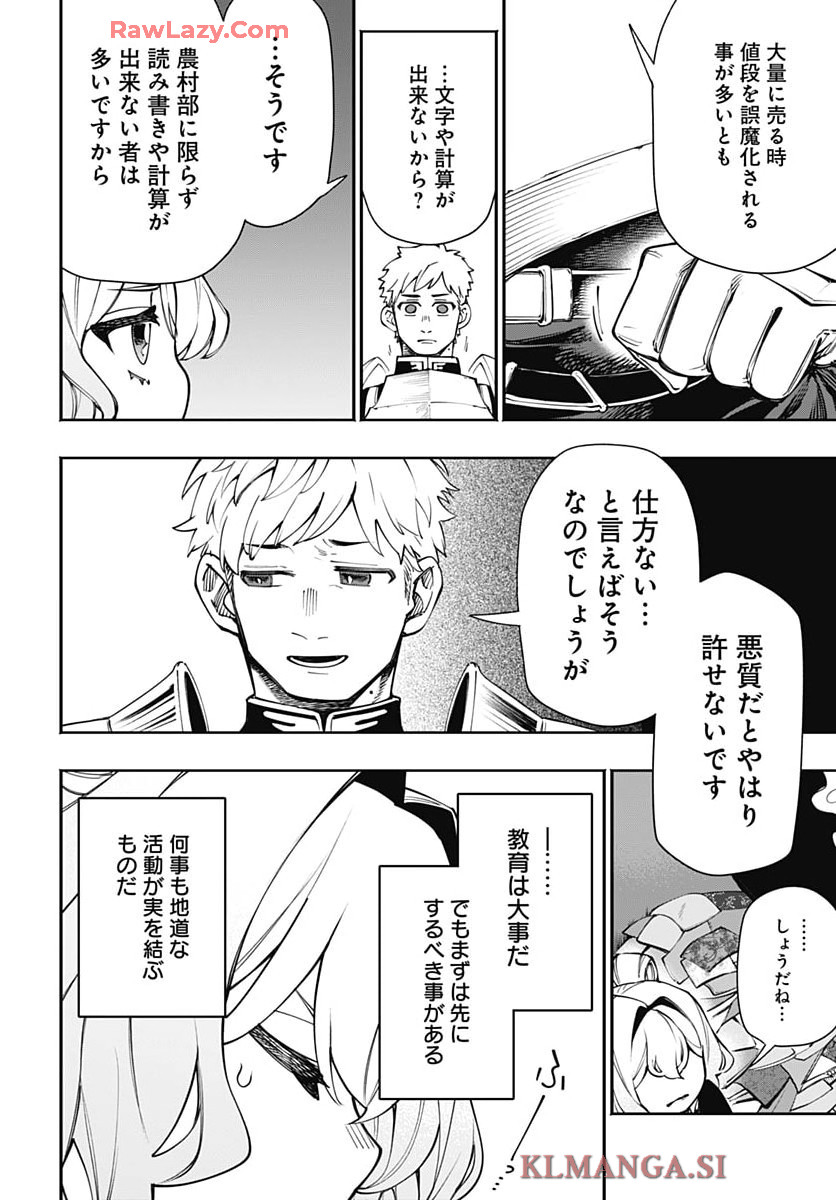 RawLazy.Com
大量に売る時
値段を誤魔化される
事が多いとも
…文字や計算が
出来ないから？
…そうです
農村部に限らず
読み書きや計算が
出来ない者は
多いですから
仕方ない…
と言えばそう
なのでしょうが
悪質だとやはり
許せないです
……
しょうだね…
―……
教育は大事だ
でもまずは先に
するべき事がある
何事も地道な
活動が実を結ぶ
ものだ
ふぅ
KLMANGA.SI